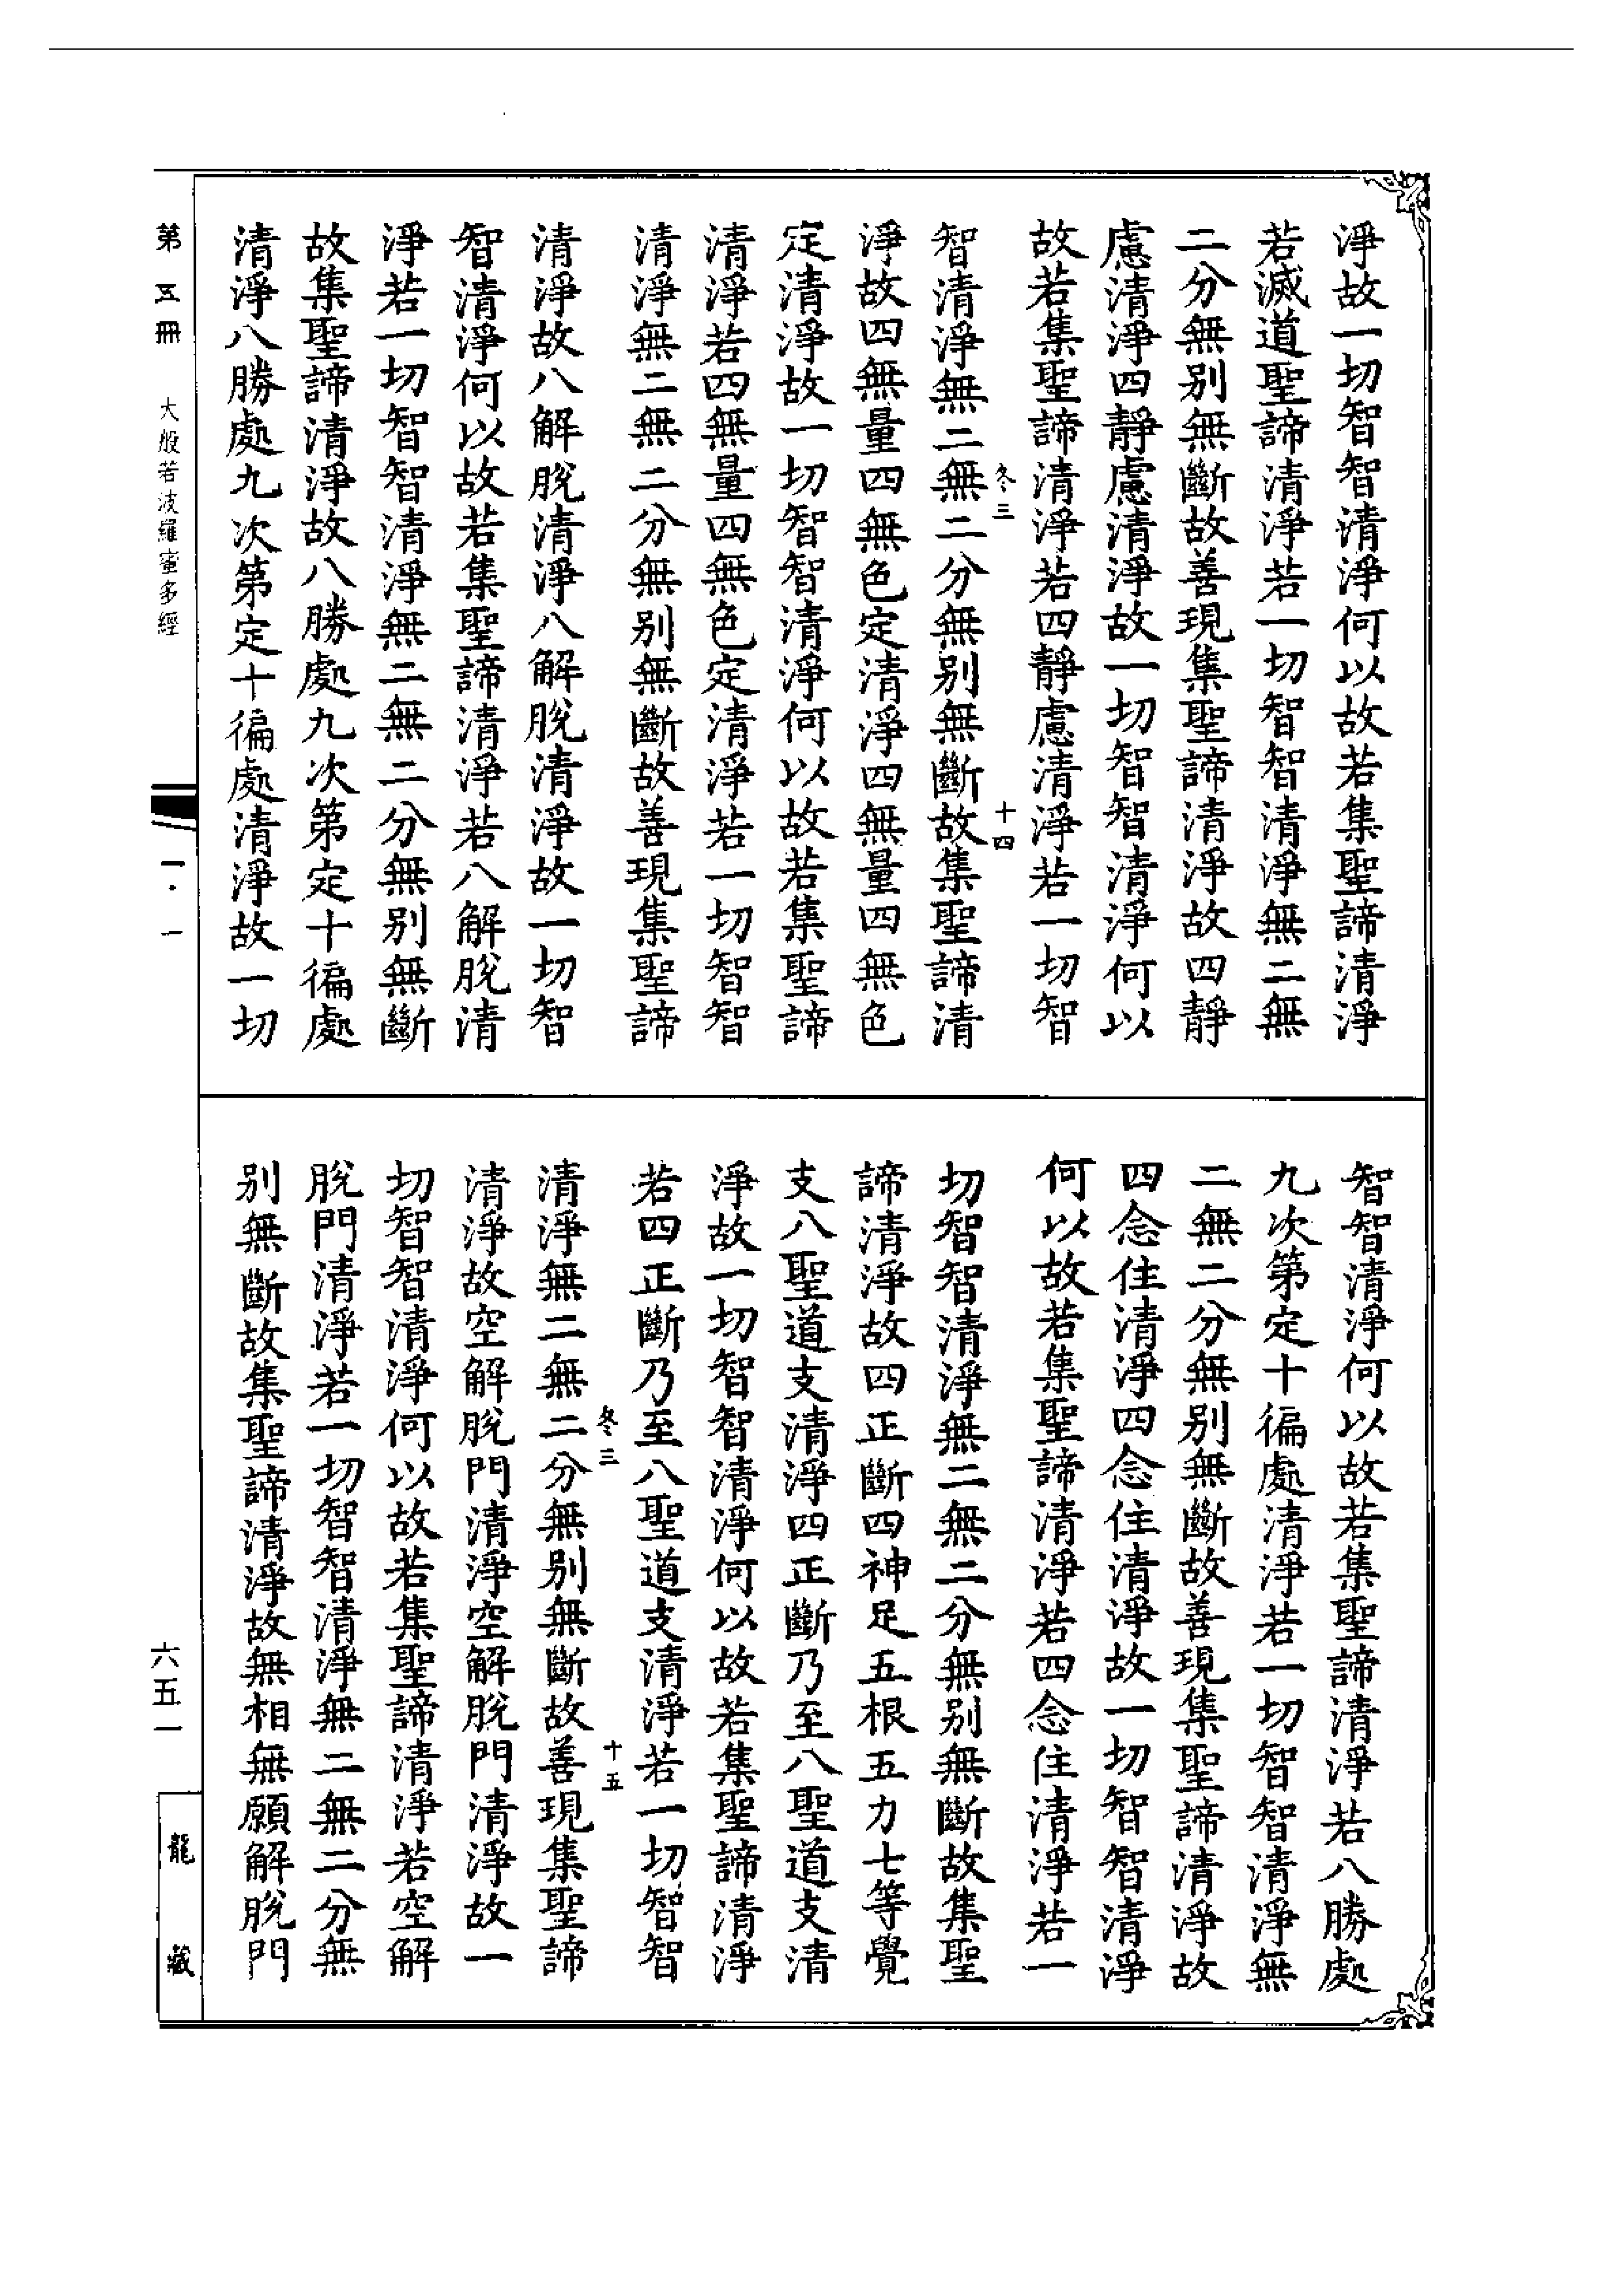 淨故一切智智清淨何以故若集聖諦清淨
若滅道聖諦清淨若一切智智清淨無二無
二分無別無斷故善現集聖諦清淨故四靜
慮清淨四靜慮清淨故一切智智清淨何以
故若集聖諦清淨若四靜慮清淨若一切智
冬三 十四
智清淨無二無二分無別無斷故集聖諦清
淨故四無量四無色定清淨四無量四無色
定清淨故一切智智清淨何以故若集聖諦
清淨若四無量四無色定清淨若一切智智
清淨無二無二分無別無斷故善現集聖諦
清淨故八解脫清淨八解脫清淨故一切智
智清淨何以故若集聖諦清淨若八解脫清
淨若一切智智清淨無二無二分無別無斷
故集聖諦清淨故八勝處九次第定十徧處
清淨八勝處九次第定十徧處清淨故一切
智智清淨何以故若集聖諦清淨若八勝處
九次第定十徧處清淨若一切智智清淨無
二無二分無別無斷故善現集聖諦清淨故
四念住清淨四念住清淨故一切智智清淨
何以故若集聖諦清淨若四念住清淨若一
切智智清淨無二無二分無別無斷故集聖
諦清淨故四正斷四神足五根五力七等覺
支八聖道支清淨四正斷乃至八聖道支清
淨故一切智智清淨何以故若集聖諦清淨
若四正斷乃至八聖道支清淨若一切智智
冬三 十五
清淨無二無二分無別無斷故善現集聖諦
清淨故空解脫門清淨空解脫門清淨故一
切智智清淨何以故若集聖諦清淨若空解
脫門清淨若一切智智清淨無二無二分無
別無斷故集聖諦清淨故無相無願解脫門
第五冊 大般若波羅蜜多經 一·一
六五一
龍藏